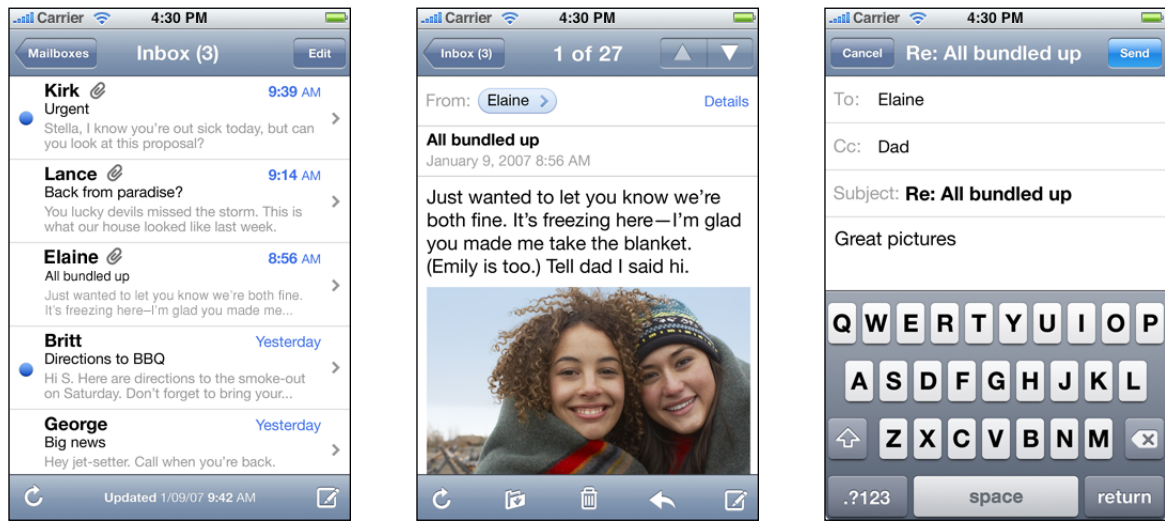 Carrier 4:30 PM
Mailboxes Inbox (3) Edit
Kirk 9:39 AM
Urgent
Stella, I know you're out sick today, but can
you look at this proposal?
Lance 9:14 AM
Back from paradise?
You lucky devils missed the storm. This is
what our house looked like last week.
Elaine 8:56 AM
All bundled up
Just wanted to let you know we're both fine.
It's freezing here–I'm glad you made me...
Britt Yesterday
Directions to BBQ
Hi S. Here are directions to the smoke-out
on Saturday. Don't forget to bring your...
George Yesterday
Big news
Hey jet-setter. Call when you're back.
Updated 1/09/07 9:42 AM
Carrier 4:30 PM
Inbox (3) 1 of 27
From: Elaine Details
All bundled up
January 9, 2007 8:56 AM
Just wanted to let you know we're
both fine. It's freezing here—I'm glad
you made me take the blanket.
(Emily is too.) Tell dad I said hi.
Carrier 4:30 PM
Cancel Re: All bundled up Send
To: Elaine
Cc: Dad
Subject: Re: All bundled up
Great pictures
Q W E R T Y U I O P
A S D F G H J K L
Z X C V B N M
.?123 space return